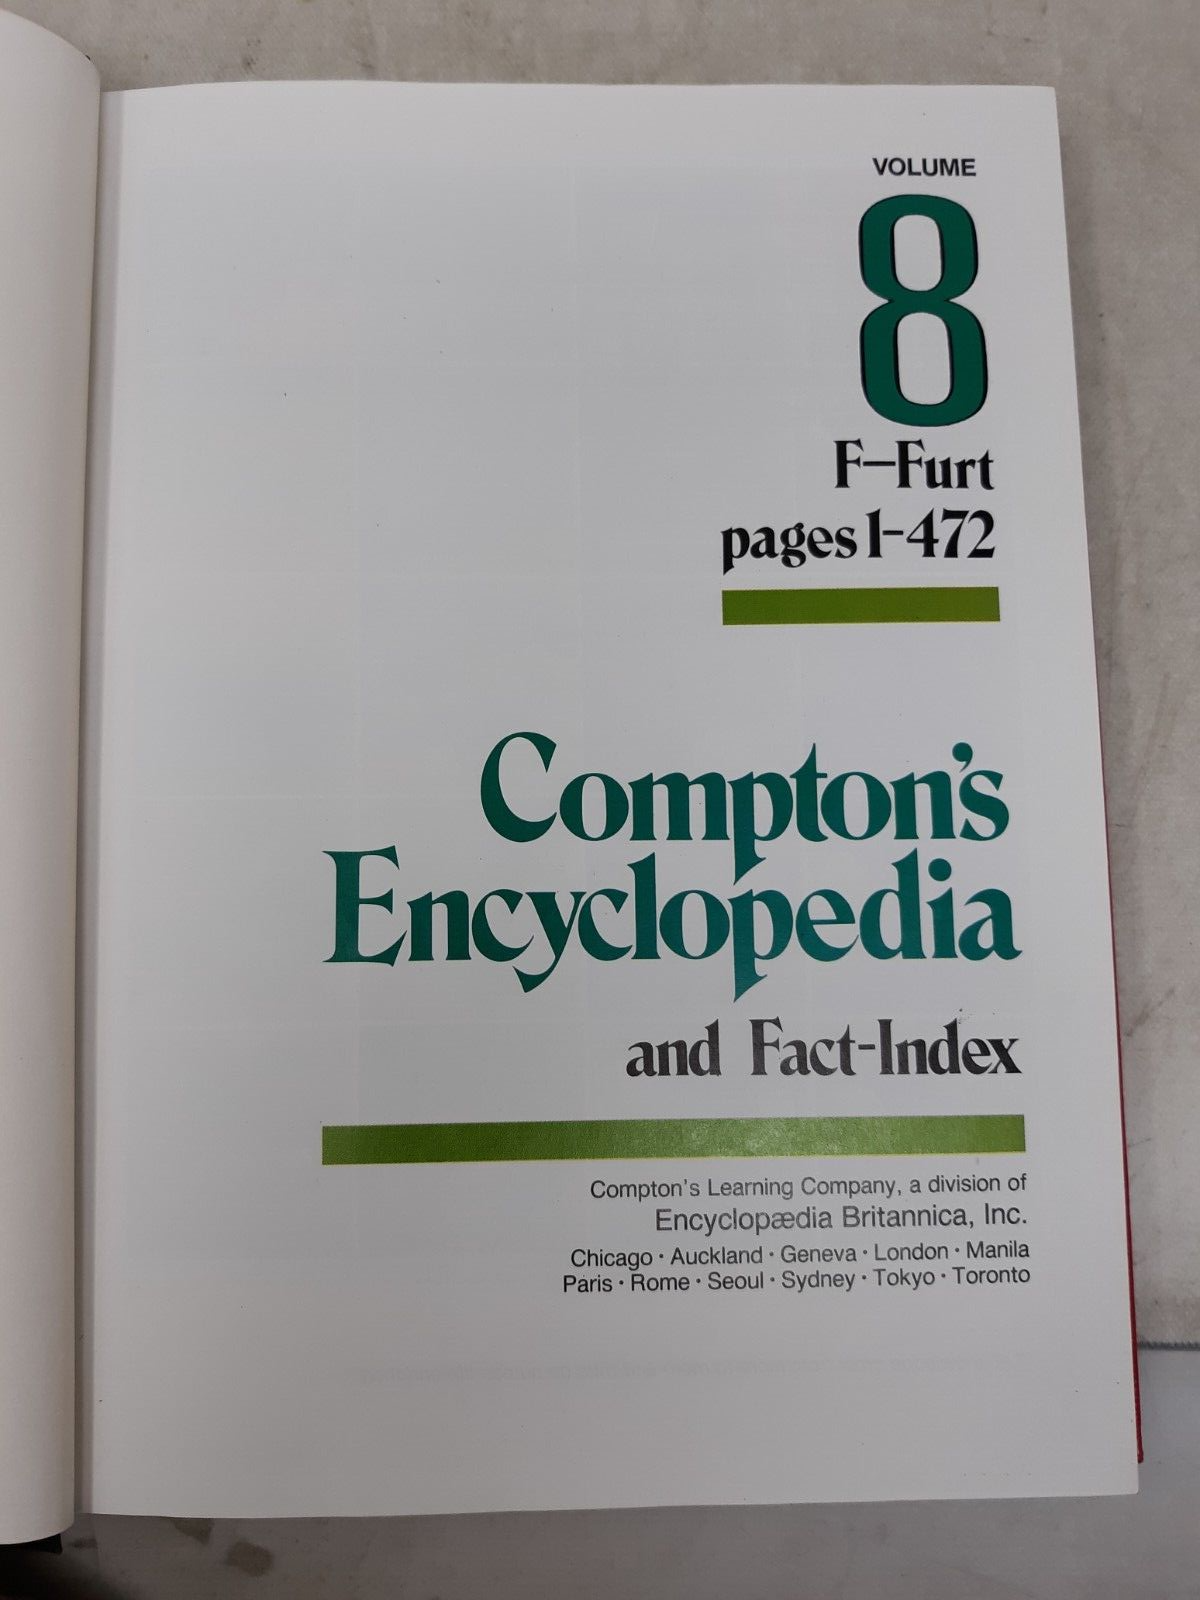 VOLUME
8
F–Furt
pages 1–472
Compton's
Encyclopedia
and Fact-Index
Compton's Learning Company, a division of
Encyclopædia Britannica, Inc.
Chicago · Auckland · Geneva · London · Manila
Paris · Rome · Seoul · Sydney · Tokyo · Toronto